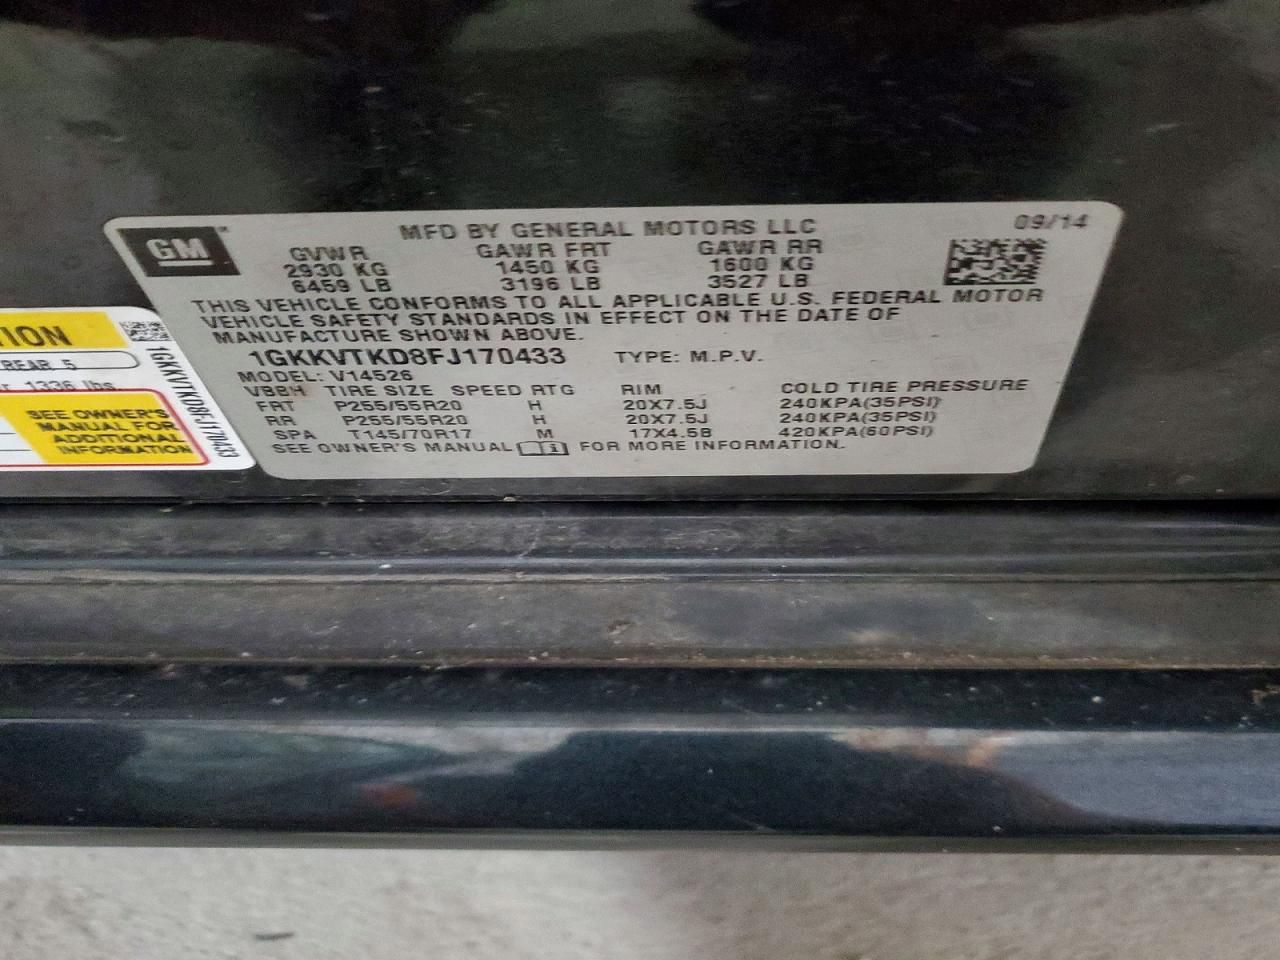 GM
MFD BY GENERAL MOTORS LLC 09/14
GVWR GAWR FRT GAWR RR
2930 KG 1450 KG 1600 KG
6459 LB 3196 LB 3527 LB
THIS VEHICLE CONFORMS TO ALL APPLICABLE U.S. FEDERAL MOTOR
VEHICLE SAFETY STANDARDS IN EFFECT ON THE DATE OF
MANUFACTURE SHOWN ABOVE.
1GKKVTKD8FJ170433 TYPE: M.P.V.
MODEL: V14526
VBBH TIRE SIZE SPEED RTG RIM COLD TIRE PRESSURE
FRT P255/55R20 H 20X7.5J 240KPA(35PSI)
RR P255/55R20 H 20X7.5J 240KPA(35PSI)
SPA T145/70R17 M 17X4.5B 420KPA(60PSI)
SEE OWNER'S MANUAL i FOR MORE INFORMATION.
TION
REAR 5
r 1336 lbs
SEE OWNER'S
MANUAL FOR
ADDITIONAL
INFORMATION
1GKKVTKD8FJ170433